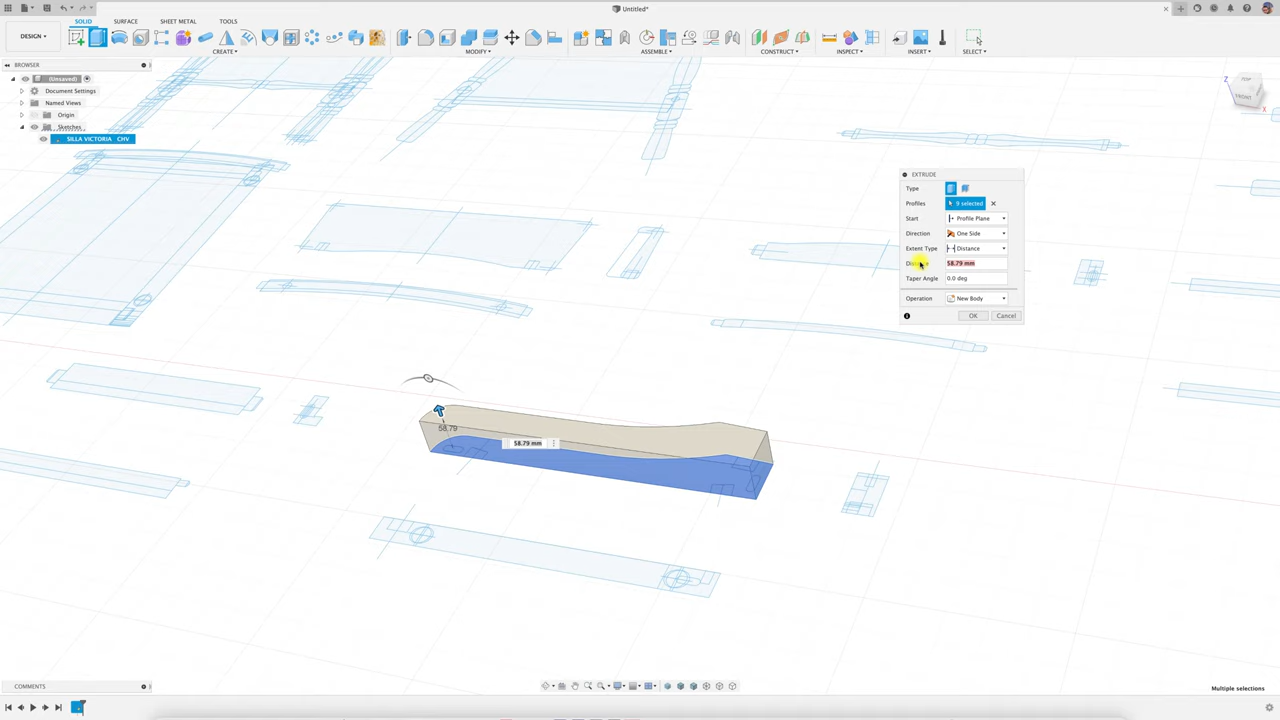 Untitled*
DESIGN
SOLID SURFACE SHEET METAL TOOLS
CREATE MODIFY ASSEMBLE CONSTRUCT INSPECT INSERT SELECT
BROWSER
(Unsaved)
Document Settings
Named Views
Origin
Sketches
SILLA VICTORIA CHV
TOP
FRONT
Z
X
EXTRUDE
Type
Profiles 9 selected
Start Profile Plane
Direction One Side
Extent Type Distance
58.79 mm
Taper Angle 0.0 deg
Operation New Body
OK Cancel
58.79
58.79 mm
COMMENTS
Multiple selections